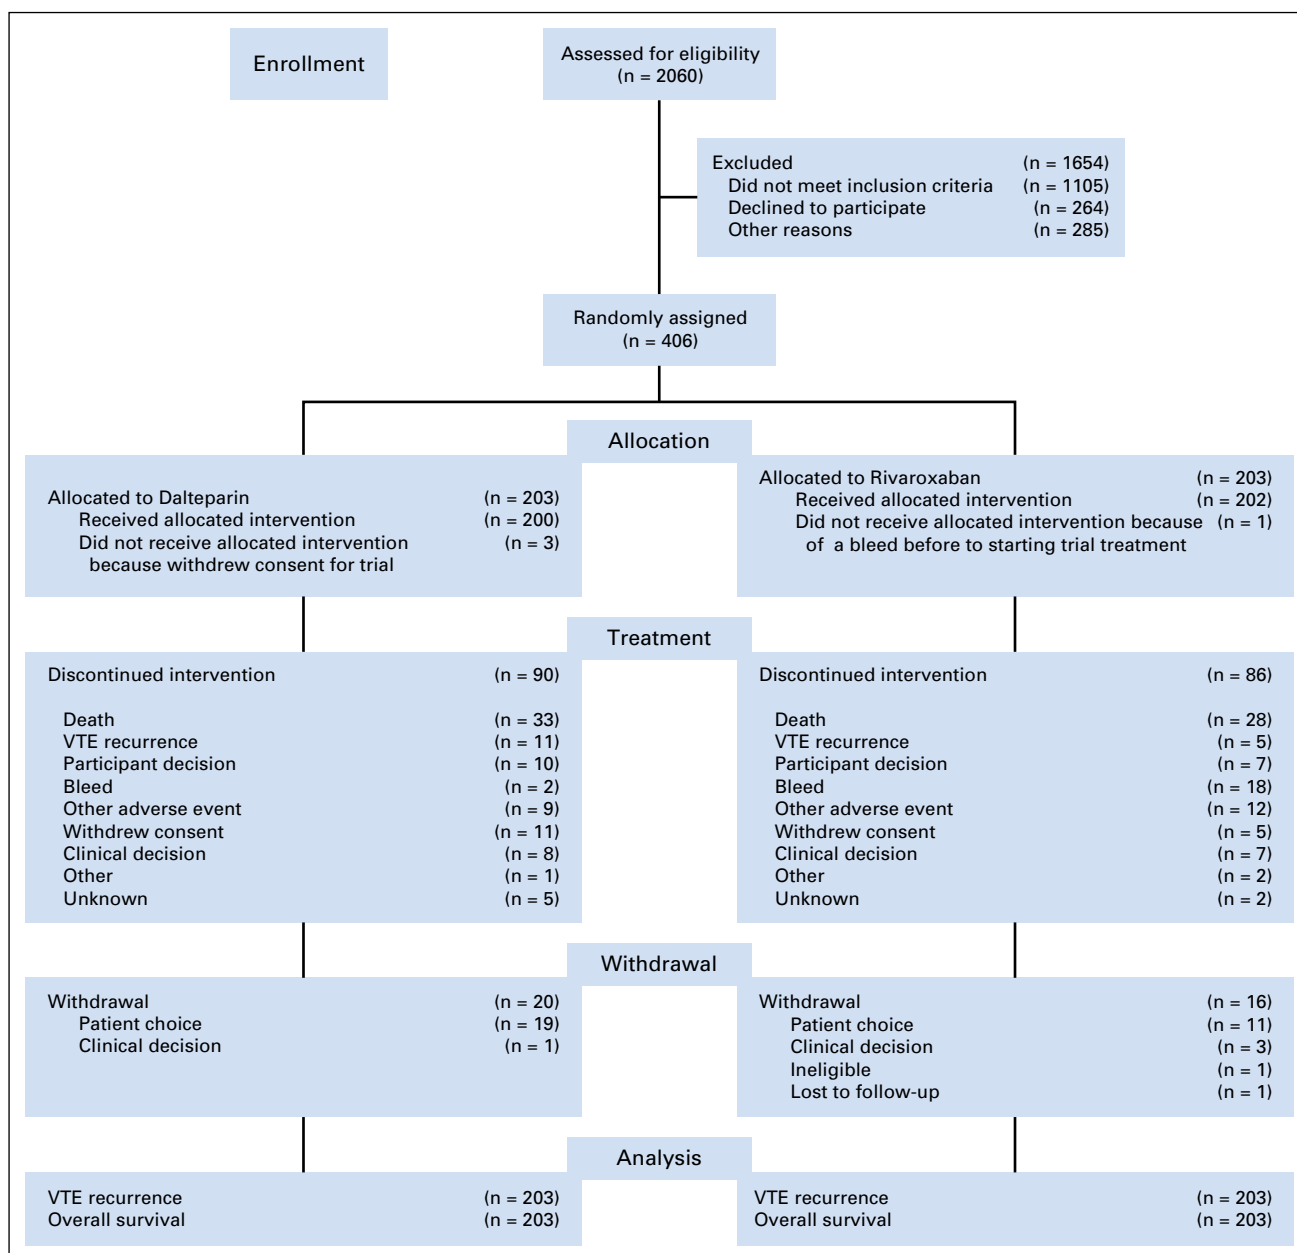 Enrollment
Assessed for eligibility
(n = 2060)
Excluded (n = 1654)
Did not meet inclusion criteria (n = 1105)
Declined to participate (n = 264)
Other reasons (n = 285)
Randomly assigned
(n = 406)
Allocation
Allocated to Dalteparin (n = 203)
Received allocated intervention (n = 200)
Did not receive allocated intervention (n = 3)
because withdrew consent for trial
Allocated to Rivaroxaban (n = 203)
Received allocated intervention (n = 202)
Did not receive allocated intervention because (n = 1)
of a bleed before to starting trial treatment
Treatment
Discontinued intervention (n = 90)
Death (n = 33)
VTE recurrence (n = 11)
Participant decision (n = 10)
Bleed (n = 2)
Other adverse event (n = 9)
Withdrew consent (n = 11)
Clinical decision (n = 8)
Other (n = 1)
Unknown (n = 5)
Discontinued intervention (n = 86)
Death (n = 28)
VTE recurrence (n = 5)
Participant decision (n = 7)
Bleed (n = 18)
Other adverse event (n = 12)
Withdrew consent (n = 5)
Clinical decision (n = 7)
Other (n = 2)
Unknown (n = 2)
Withdrawal
Withdrawal (n = 20)
Patient choice (n = 19)
Clinical decision (n = 1)
Withdrawal (n = 16)
Patient choice (n = 11)
Clinical decision (n = 3)
Ineligible (n = 1)
Lost to follow-up (n = 1)
Analysis
VTE recurrence (n = 203)
Overall survival (n = 203)
VTE recurrence (n = 203)
Overall survival (n = 203)